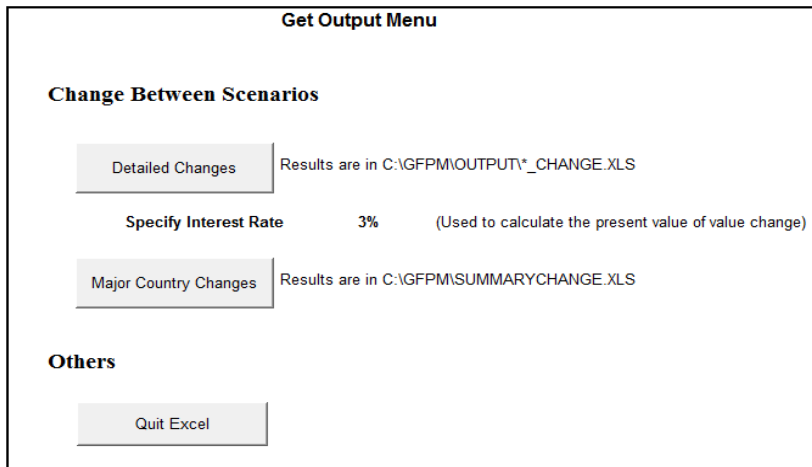 Get Output Menu
Change Between Scenarios
Detailed Changes Results are in C:\GFPM\OUTPUT\*_CHANGE.XLS
Specify Interest Rate 3% (Used to calculate the present value of value change)
Major Country Changes Results are in C:\GFPM\SUMMARYCHANGE.XLS
Others
Quit Excel